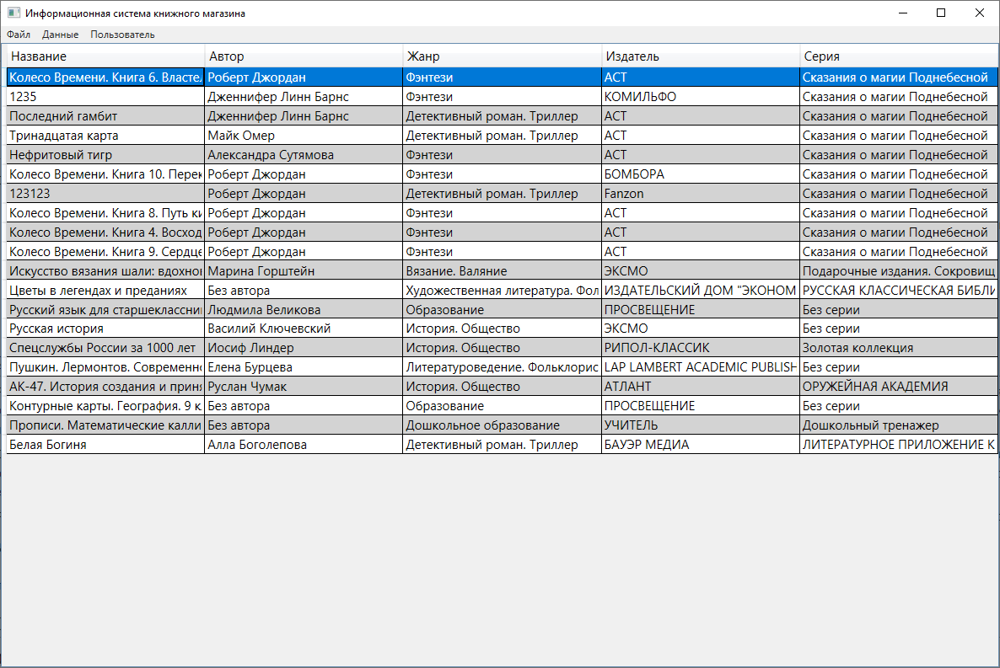 Информационная система книжного магазина
Файл Данные Пользователь
Название Автор Жанр Издатель Серия
Колесо Времени. Книга 6. Власте Роберт Джордан Фэнтези АСТ Сказания о магии Поднебесной
1235 Дженнифер Линн Барнс Фэнтези КОМИЛЬФО Сказания о магии Поднебесной
Последний гамбит Дженнифер Линн Барнс Детективный роман. Триллер АСТ Сказания о магии Поднебесной
Тринадцатая карта Майк Омер Детективный роман. Триллер АСТ Сказания о магии Поднебесной
Нефритовый тигр Александра Сутямова Фэнтези АСТ Сказания о магии Поднебесной
Колесо Времени. Книга 10. Перек Роберт Джордан Фэнтези БОМБОРА Сказания о магии Поднебесной
123123 Роберт Джордан Детективный роман. Триллер Fanzon Сказания о магии Поднебесной
Колесо Времени. Книга 8. Путь ки Роберт Джордан Фэнтези АСТ Сказания о магии Поднебесной
Колесо Времени. Книга 4. Восход Роберт Джордан Фэнтези АСТ Сказания о магии Поднебесной
Колесо Времени. Книга 9. Сердце Роберт Джордан Фэнтези АСТ Сказания о магии Поднебесной
Искусство вязания шали: вдохно Марина Горштейн Вязание. Валяние ЭКСМО Подарочные издания. Сокровищ
Цветы в легендах и преданиях Без автора Художественная литература. Фол ИЗДАТЕЛЬСКИЙ ДОМ "ЭКОНОМ РУССКАЯ КЛАССИЧЕСКАЯ БИБЛИ
Русский язык для старшеклассни Людмила Великова Образование ПРОСВЕЩЕНИЕ Без серии
Русская история Василий Ключевский История. Общество ЭКСМО Без серии
Спецслужбы России за 1000 лет Иосиф Линдер История. Общество РИПОЛ-КЛАССИК Золотая коллекция
Пушкин. Лермонтов. Современно Елена Бурцева Литературоведение. Фольклорис LAP LAMBERT ACADEMIC PUBLISH Без серии
АК-47. История создания и приня Руслан Чумак История. Общество АТЛАНТ ОРУЖЕЙНАЯ АКАДЕМИЯ
Контурные карты. География. 9 к Без автора Образование ПРОСВЕЩЕНИЕ Без серии
Прописи. Математические калли Без автора Дошкольное образование УЧИТЕЛЬ Дошкольный тренажер
Белая Богиня Алла Боголепова Детективный роман. Триллер БАУЭР МЕДИА ЛИТЕРАТУРНОЕ ПРИЛОЖЕНИЕ К